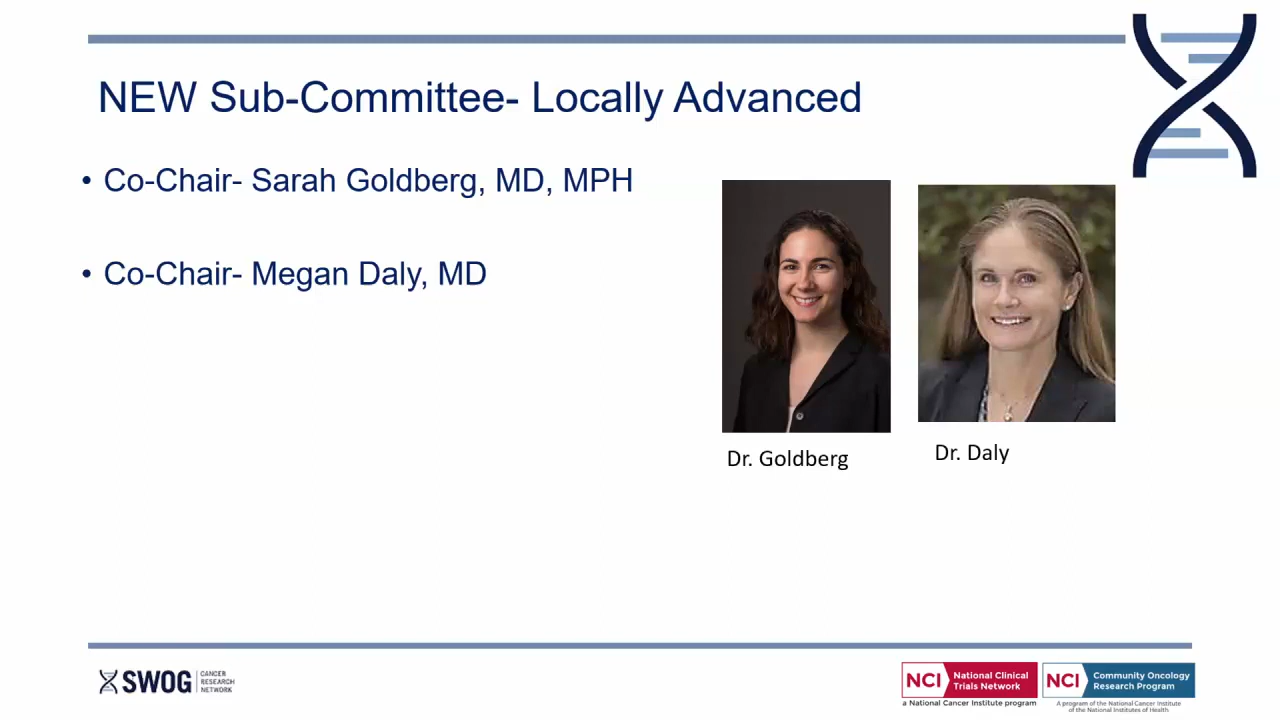 NEW Sub-Committee- Locally Advanced
• Co-Chair- Sarah Goldberg, MD, MPH
• Co-Chair- Megan Daly, MD
Dr. Goldberg
Dr. Daly
SWOG
CANCER
RESEARCH
NETWORK
NCI
National Clinical
Trials Network
a National Cancer Institute program
NCI
Community Oncology
Research Program
A program of the National Cancer Institute
of the National Institutes of Health